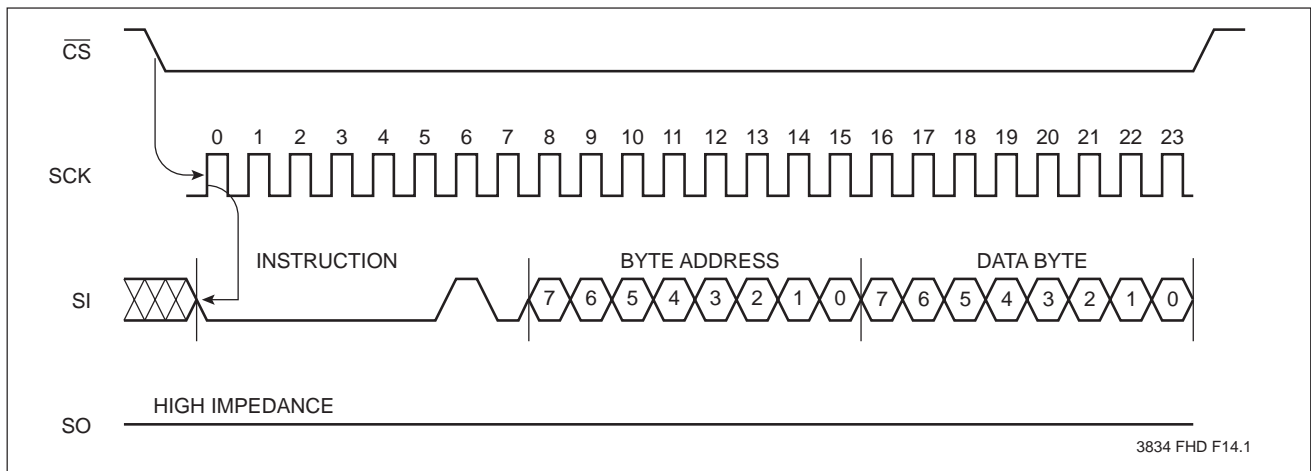 CS
0 1 2 3 4 5 6 7 8 9 10 11 12 13 14 15 16 17 18 19 20 21 22 23
SCK
INSTRUCTION BYTE ADDRESS DATA BYTE
SI 7 6 5 4 3 2 1 0 7 6 5 4 3 2 1 0
HIGH IMPEDANCE
SO
3834 FHD F14.1